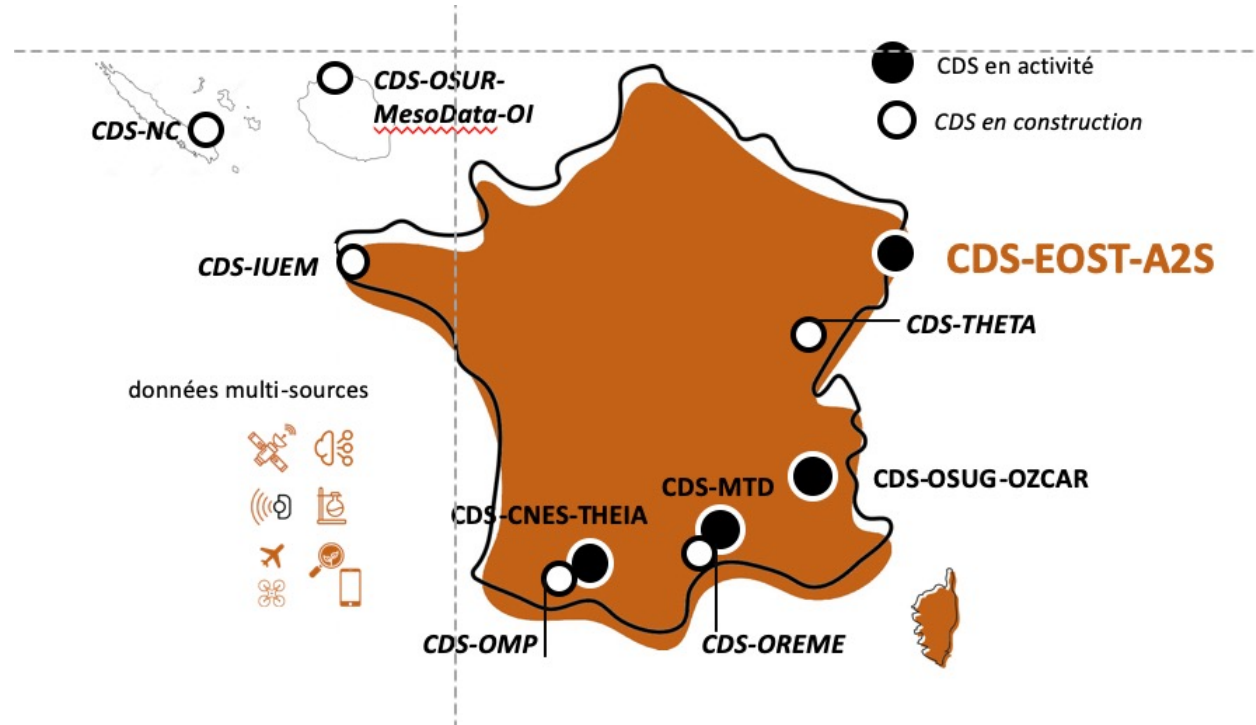 CDS en activité
CDS-OSUR-
MesoData-OI
CDS-NC
CDS en construction
CDS-IUEM
CDS-EOST-A2S
CDS-THETA
données multi-sources
CDS-MTD
CDS-OSUG-OZCAR
CDS-CNES-THEIA
CDS-OMP
CDS-OREME